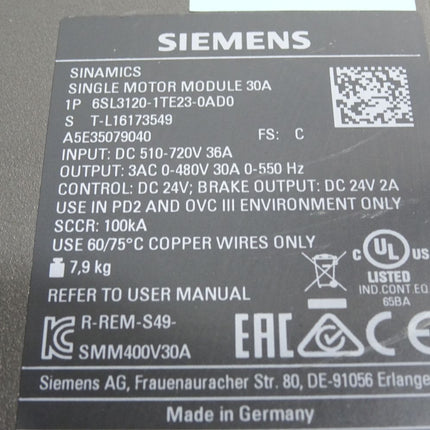 SIEMENS
SINAMICS
SINGLE MOTOR MODULE 30A
1P 6SL3120-1TE23-0AD0
S T-L16173549
A5E35079040 FS: C
INPUT: DC 510-720V 36A
OUTPUT: 3AC 0-480V 30A 0-550 Hz
CONTROL: DC 24V; BRAKE OUTPUT: DC 24V 2A
USE IN PD2 AND OVC III ENVIRONMENT ONLY
SCCR: 100kA
USE 60/75°C COPPER WIRES ONLY
7,9 kg
C UL US
LISTED
IND.CONT.EQ
65BA
REFER TO USER MANUAL
R-REM-S49-
SMM400V30A
EAC CE
Siemens AG, Frauenauracher Str. 80, DE-91056 Erlange
Made in Germany